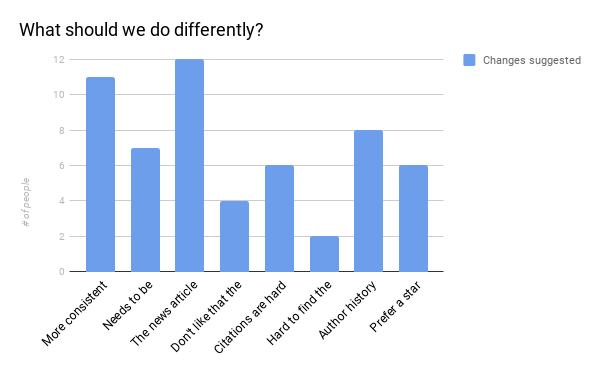 What should we do differently?
Changes suggested
# of people
12
10
8
6
4
2
0
More consistent
Needs to be
The news article
Don't like that the
Citations are hard
Hard to find the
Author history
Prefer a star